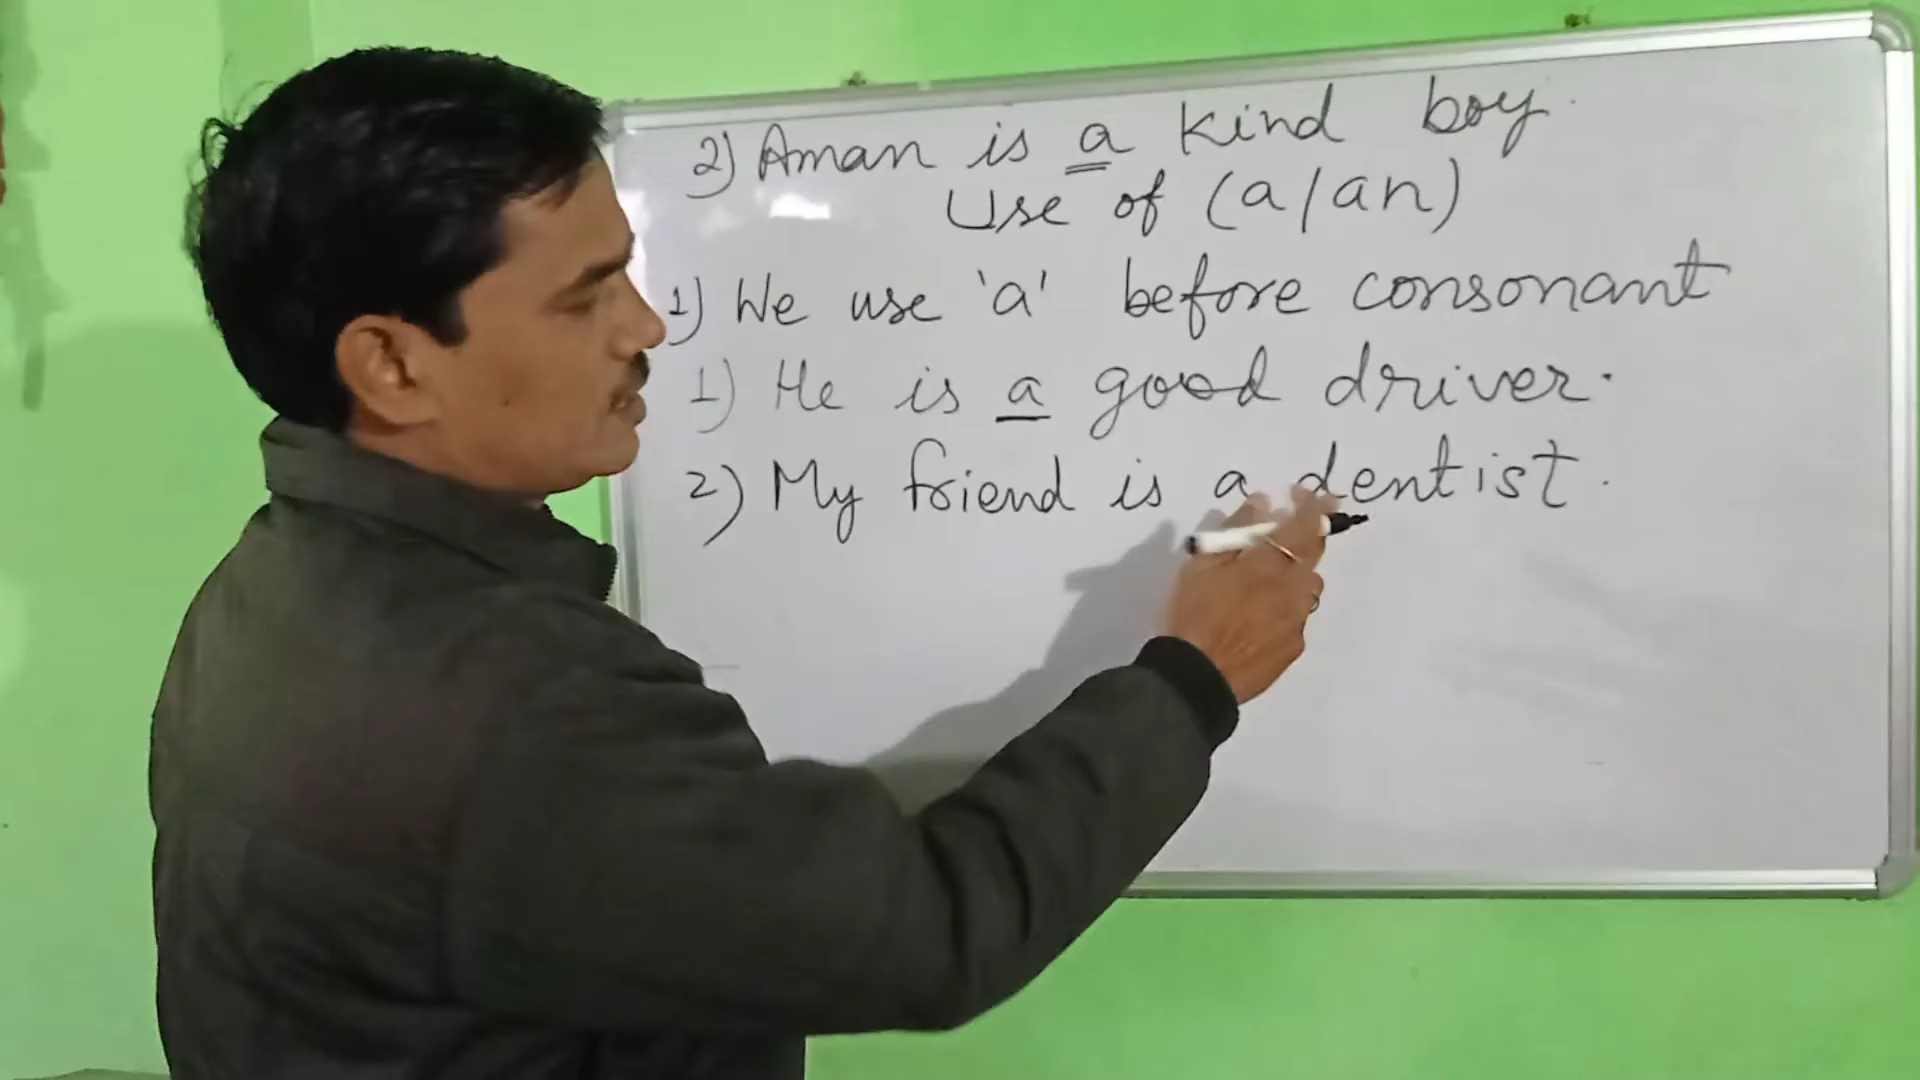 2) Aman is a kind boy.
Use of (a/an)
1) We use 'a' before consonant
1) He is a good driver.
2) My friend is a dentist.